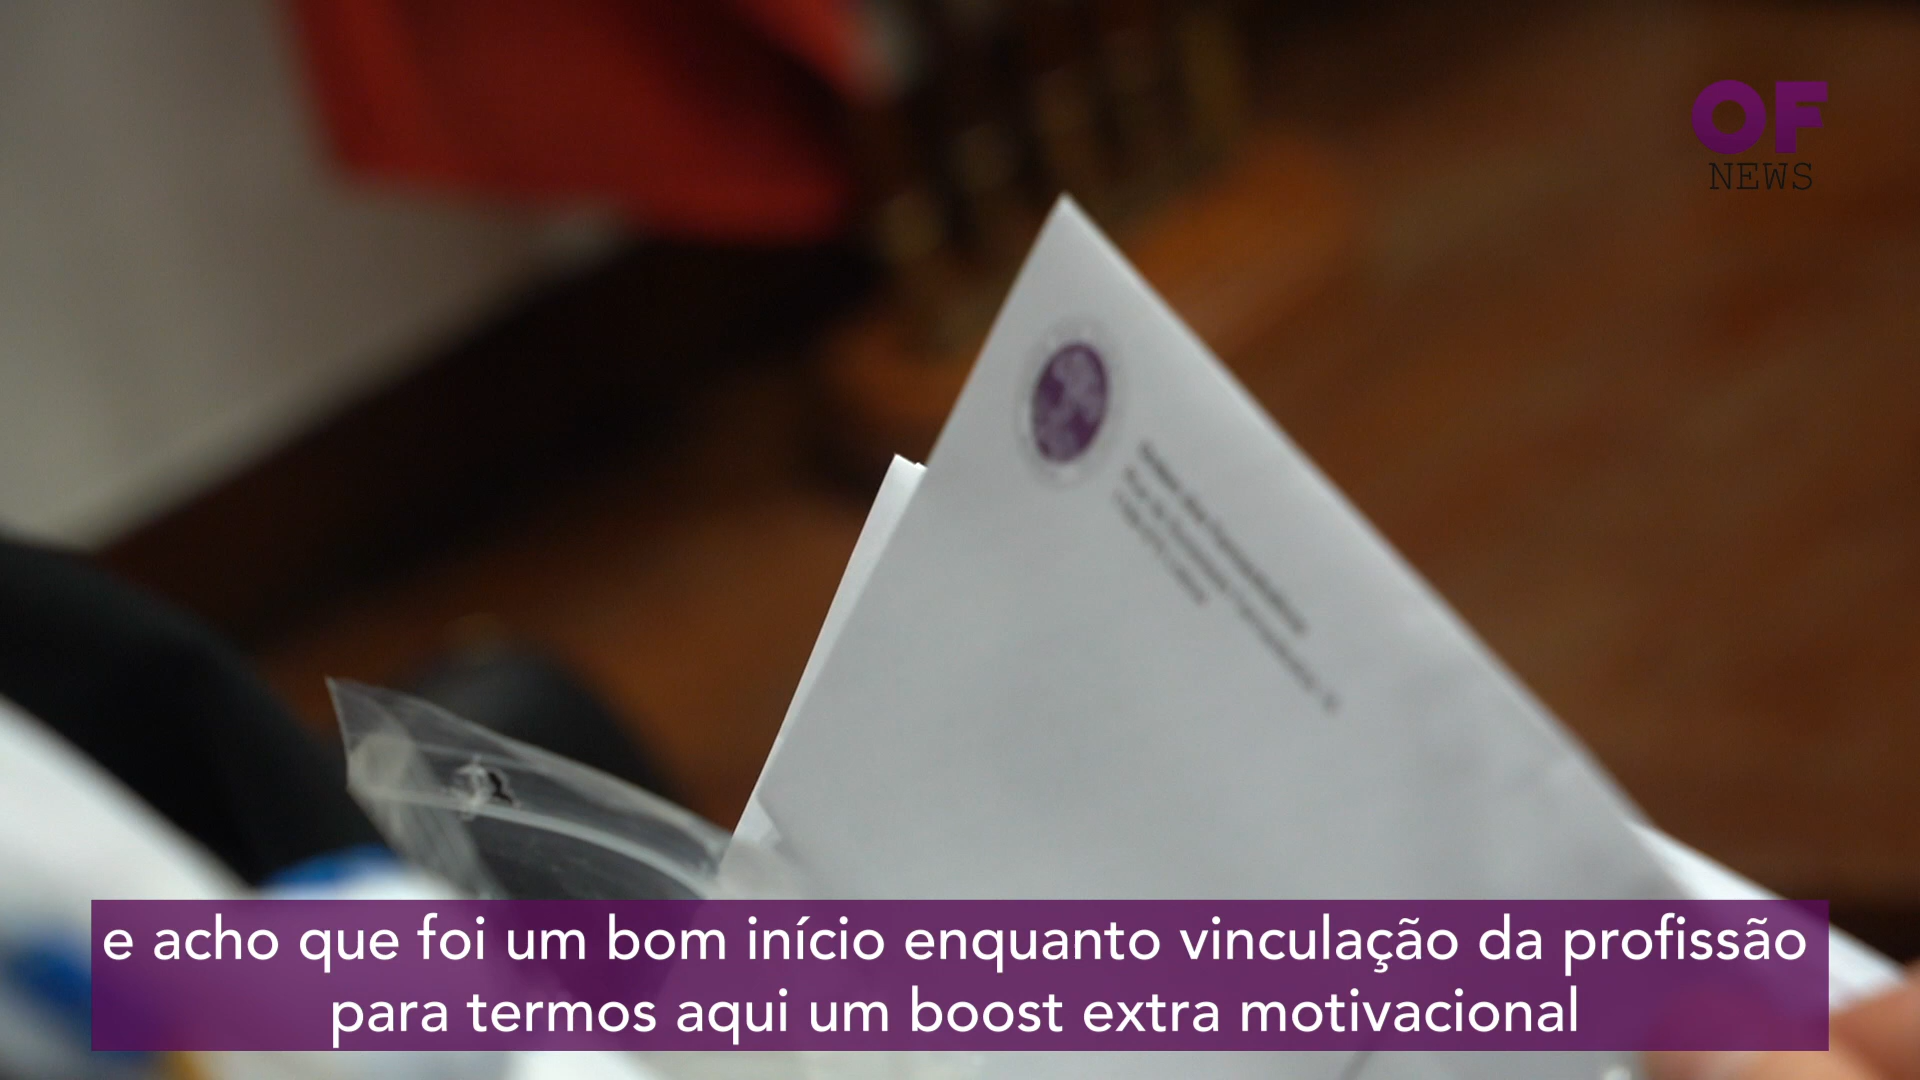 OF
NEWS
e acho que foi um bom início enquanto vinculação da profissão
para termos aqui um boost extra motivacional